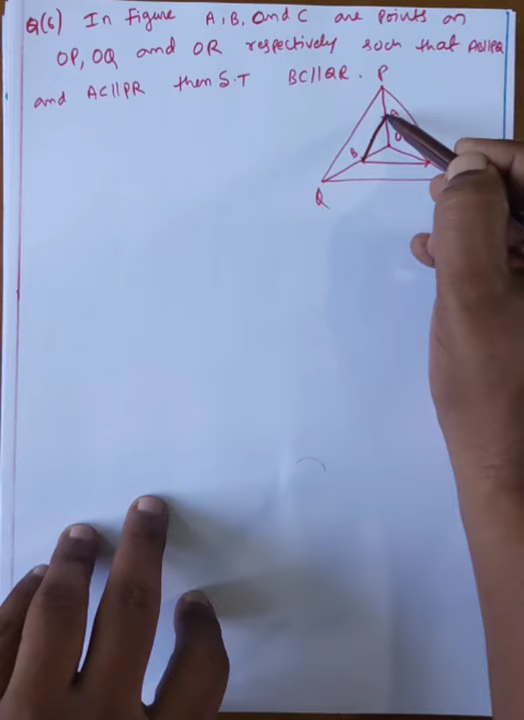 Q(6) In Figure A, B, and C are Points on
OP, OQ and OR respectively such that AB||PQ
and AC||PR then S.T BC||QR.
P
B
Q